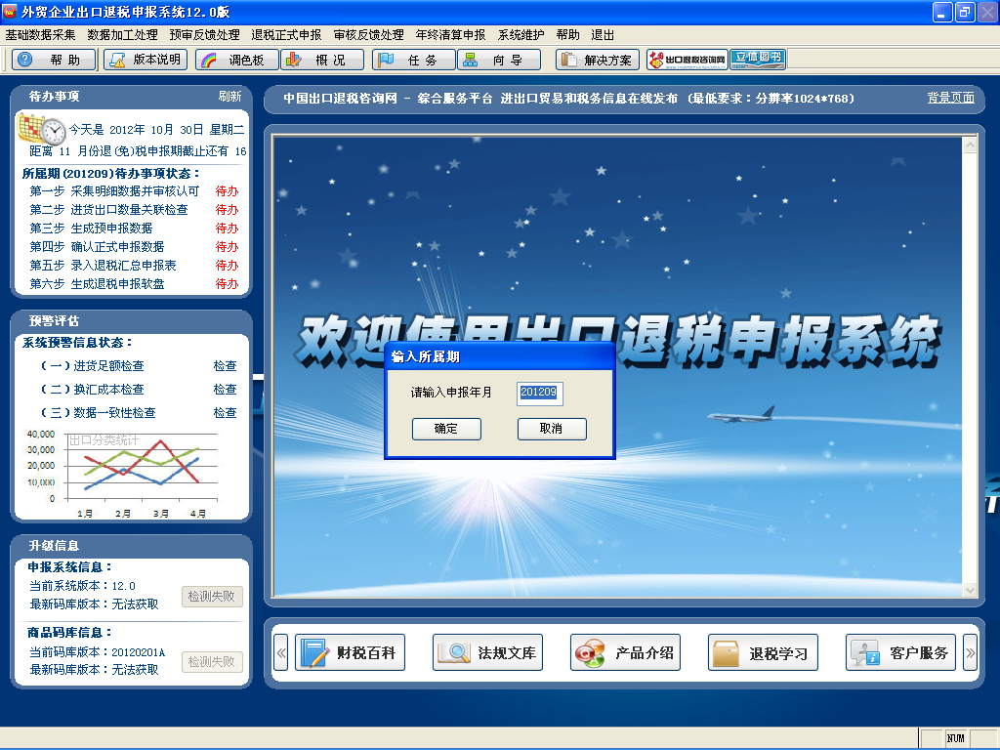 外贸企业出口退税申报系统12.0版
基础数据采集 数据加工处理 预审反馈处理 退税正式申报 审核反馈处理 年终清算申报 系统维护 帮助 退出
帮 助 版本说明 调色板 概 况 任 务 向 导 解决方案 出口退税咨询网 立信图书
待办事项 刷新
今天是 2012年 10月 30日 星期二
距离 11 月份退(免)税申报期截止还有 16
所属期(201209)待办事项状态：
第一步 采集明细数据并审核认可 待办
第二步 进货出口数量关联检查 待办
第三步 生成预申报数据 待办
第四步 确认正式申报数据 待办
第五步 录入退税汇总申报表 待办
第六步 生成退税申报软盘 待办
预警评估
系统预警信息状态：
(一)进货足额检查 检查
(二)换汇成本检查 检查
(三)数据一致性检查 检查
出口分类统计
40,000
30,000
20,000
10,000
0
1月 2月 3月 4月
升级信息
申报系统信息：
当前系统版本：12.0
最新码库版本：无法获取
检测失败
商品码库信息：
当前码库版本：20120201A
最新码库版本：无法获取
检测失败
中国出口退税咨询网 - 综合服务平台 进出口贸易和税务信息在线发布 (最低要求：分辨率1024*768) 背景页面
欢迎使用出口退税申报系统
输入所属期
请输入申报年月 201209
确定 取消
财税百科 法规文库 产品介绍 退税学习 客户服务
NUM